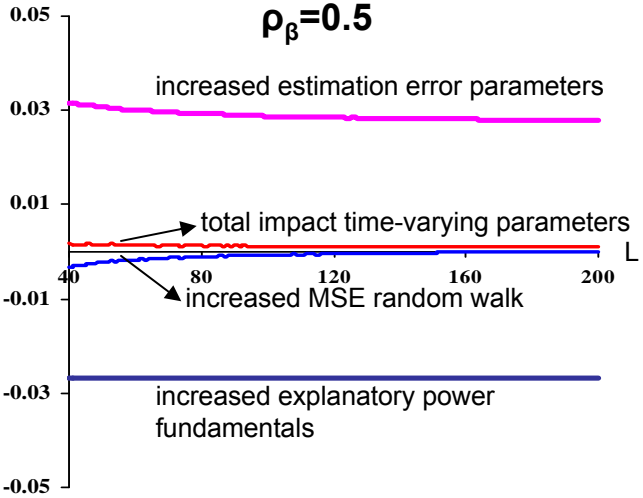 ρβ=0.5
0.05
increased estimation error parameters
0.03
0.01
total impact time-varying parameters
L
40
80
120
160
200
-0.01
increased MSE random walk
-0.03
increased explanatory power
fundamentals
-0.05